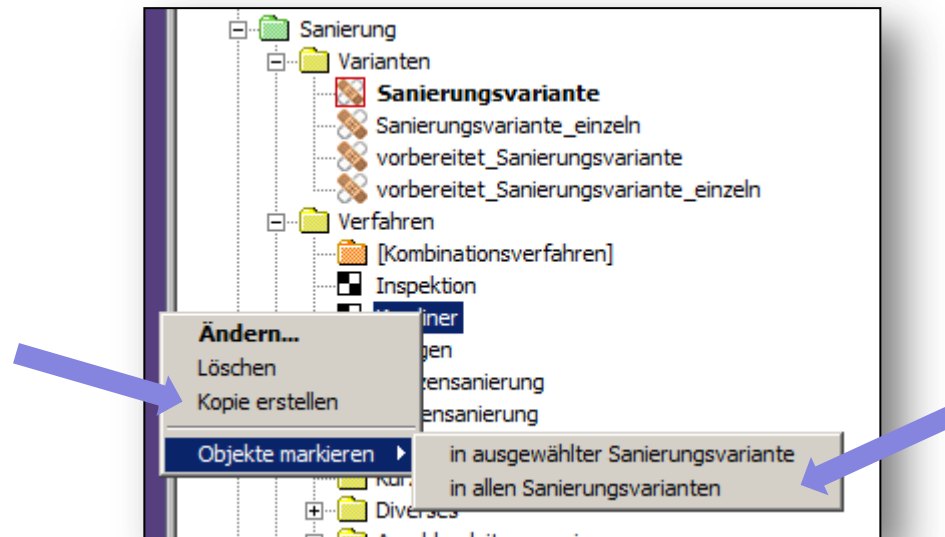 Sanierung
Varianten
Sanierungsvariante
Sanierungsvariante_einzeln
vorbereitet_Sanierungsvariante
vorbereitet_Sanierungsvariante_einzeln
Verfahren
[Kombinationsverfahren]
Inspektion
Ändern...
Löschen
Kopie erstellen
Objekte markieren
in ausgewählter Sanierungsvariante
in allen Sanierungsvarianten
Diverses